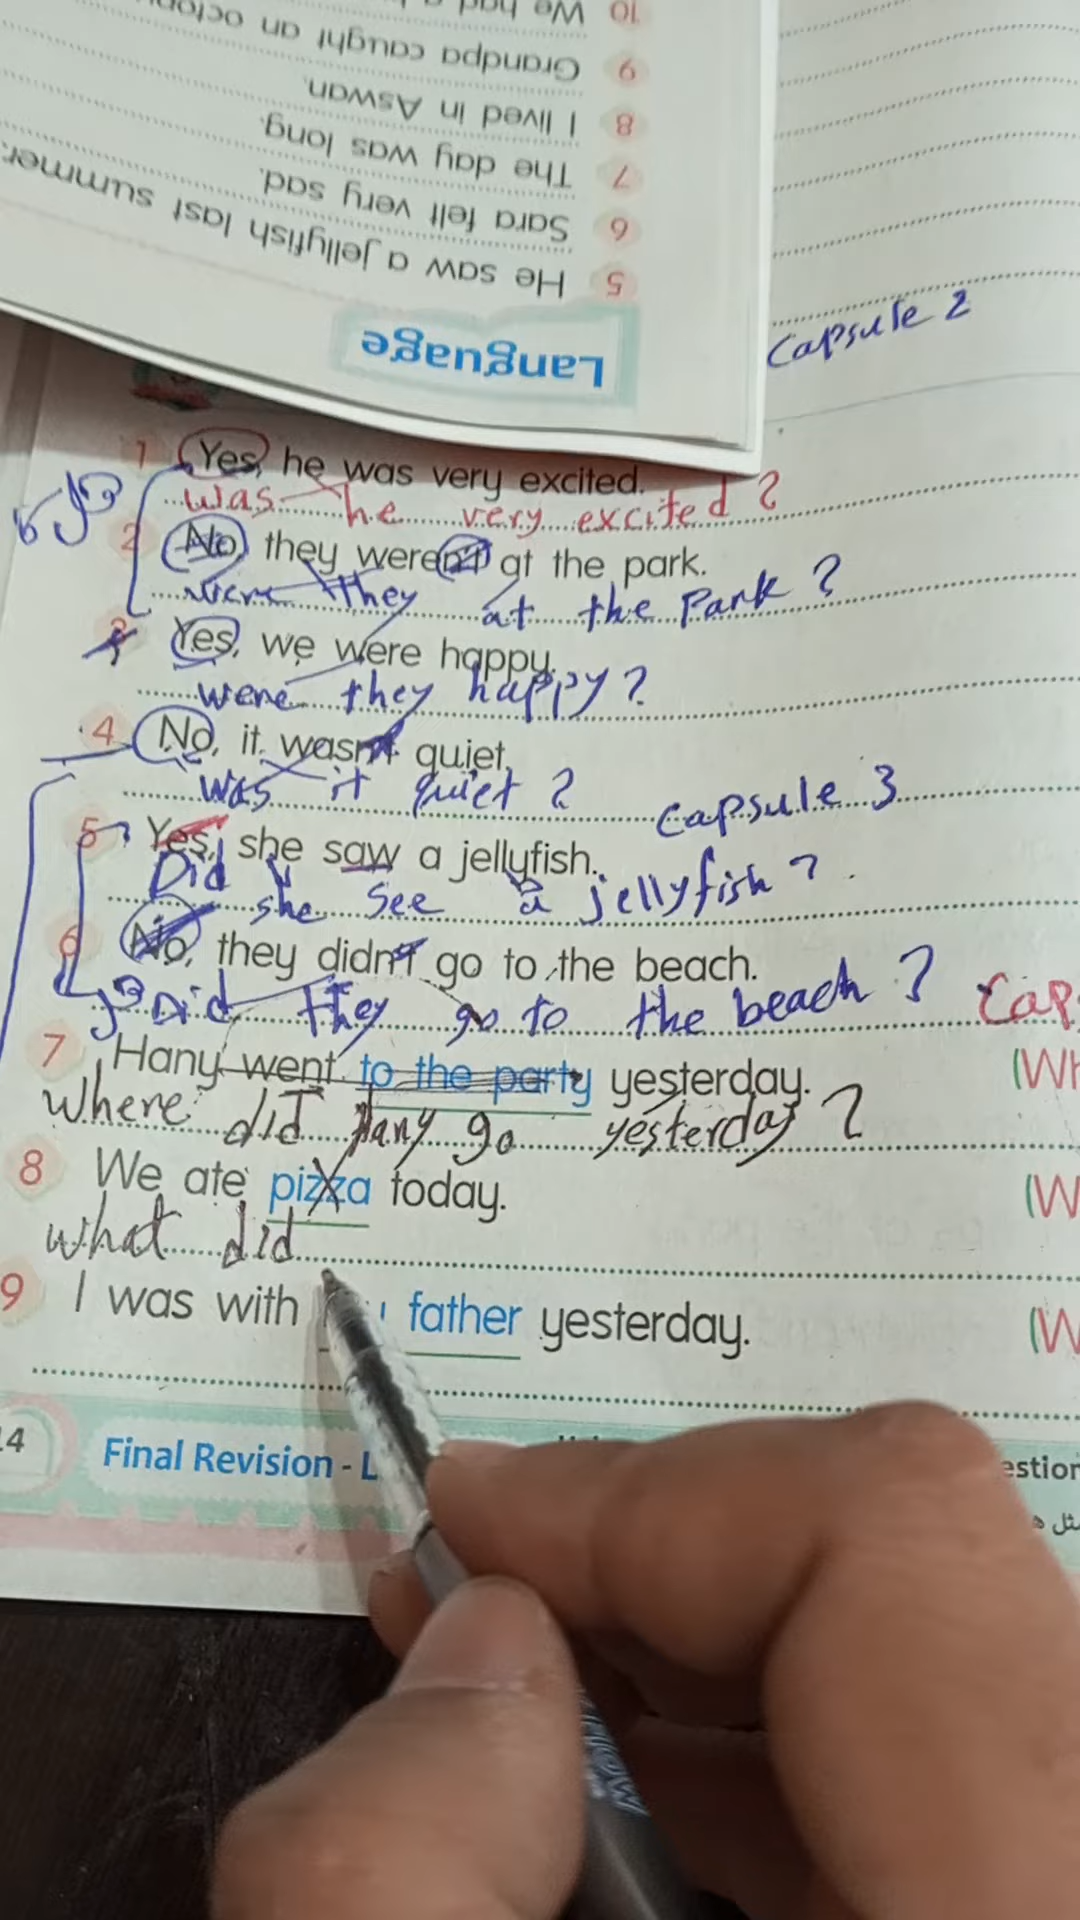 10 We had a
9 Grandpa caught an octop
8 I lived in Aswan.
7 The day was long.
6 Sara felt very sad.
5 He saw a jellyfish last summer.
Language
Capsule 2
1 Yes, he was very excited.
was he very excited ?
2 No, they weren't at the park.
were they at the Park ?
3 Yes, we were happy.
were they happy ?
4 No, it wasn't quiet.
was it quiet ?
Capsule 3
5 Yes, she saw a jellyfish.
Did she see a jellyfish ?
6 No, they didn't go to the beach.
Did they go to the beach ?
Cap
7 Hany went to the party yesterday. (Wh
where did Hany go yesterday ?
8 We ate pizza today. (W
what did
9 I was with father yesterday. (W
14 Final Revision - L
estion